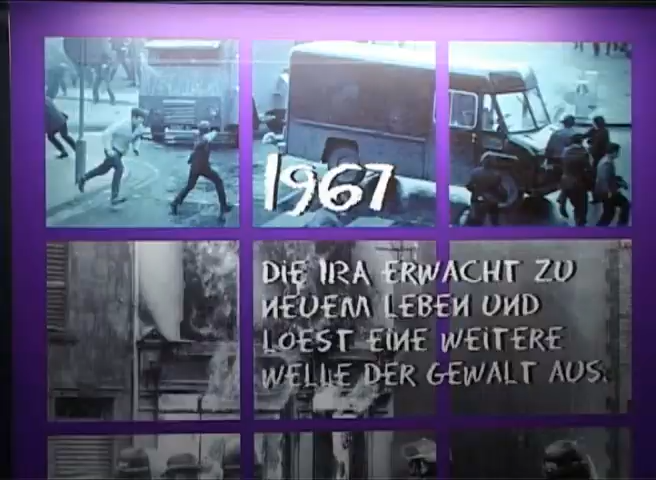 1967
DIE IRA ERWACHT ZU
NEUEM LEBEN UND
LOEST EINE WEITERE
WELLE DER GEWALT AUS.